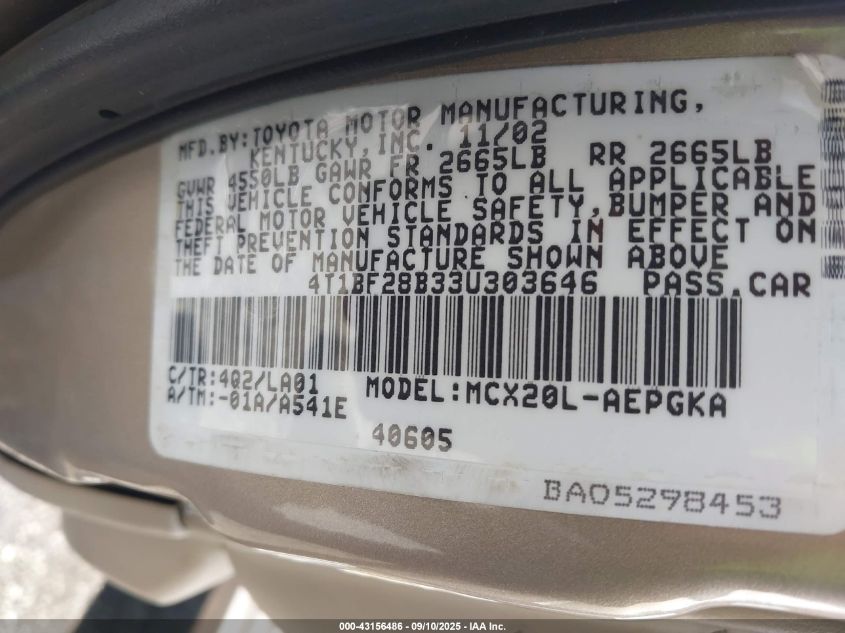 MFD.BY:TOYOTA MOTOR MANUFACTURING,
KENTUCKY,INC. 11/02
GVWR 4550LB GAWR FR 2665LB RR 2665LB
THIS VEHICLE CONFORMS TO ALL APPLICABLE
FEDERAL MOTOR VEHICLE SAFETY,BUMPER AND
THEFT PREVENTION STANDARDS IN EFFECT ON
THE DATE OF MANUFACTURE SHOWN ABOVE
4T1BF28B33U303646 PASS.CAR
C/TR:4Q2/LA01 MODEL:MCX20L-AEPGKA
A/TM:-01A/A541E
40605
BA05298453
000-43156486 - 09/10/2025 - IAA Inc.